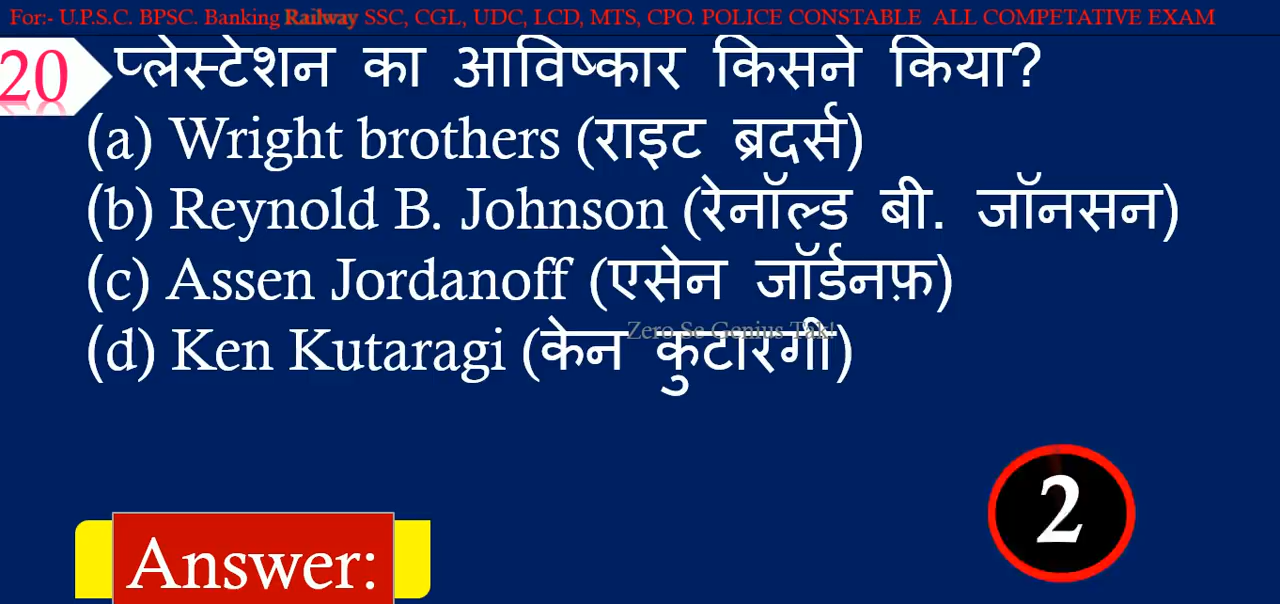 For:- U.P.S.C. BPSC. Banking Railway SSC, CGL, UDC, LCD, MTS, CPO. POLICE CONSTABLE ALL COMPETATIVE EXAM
20 प्लेस्टेशन का आविष्कार किसने किया?
(a) Wright brothers (राइट ब्रदर्स)
(b) Reynold B. Johnson (रेनॉल्ड बी. जॉनसन)
(c) Assen Jordanoff (एसेन जॉर्डनफ़)
Zero Se Genius Tak!
(d) Ken Kutaragi (केन कुटारगी)
2
Answer: